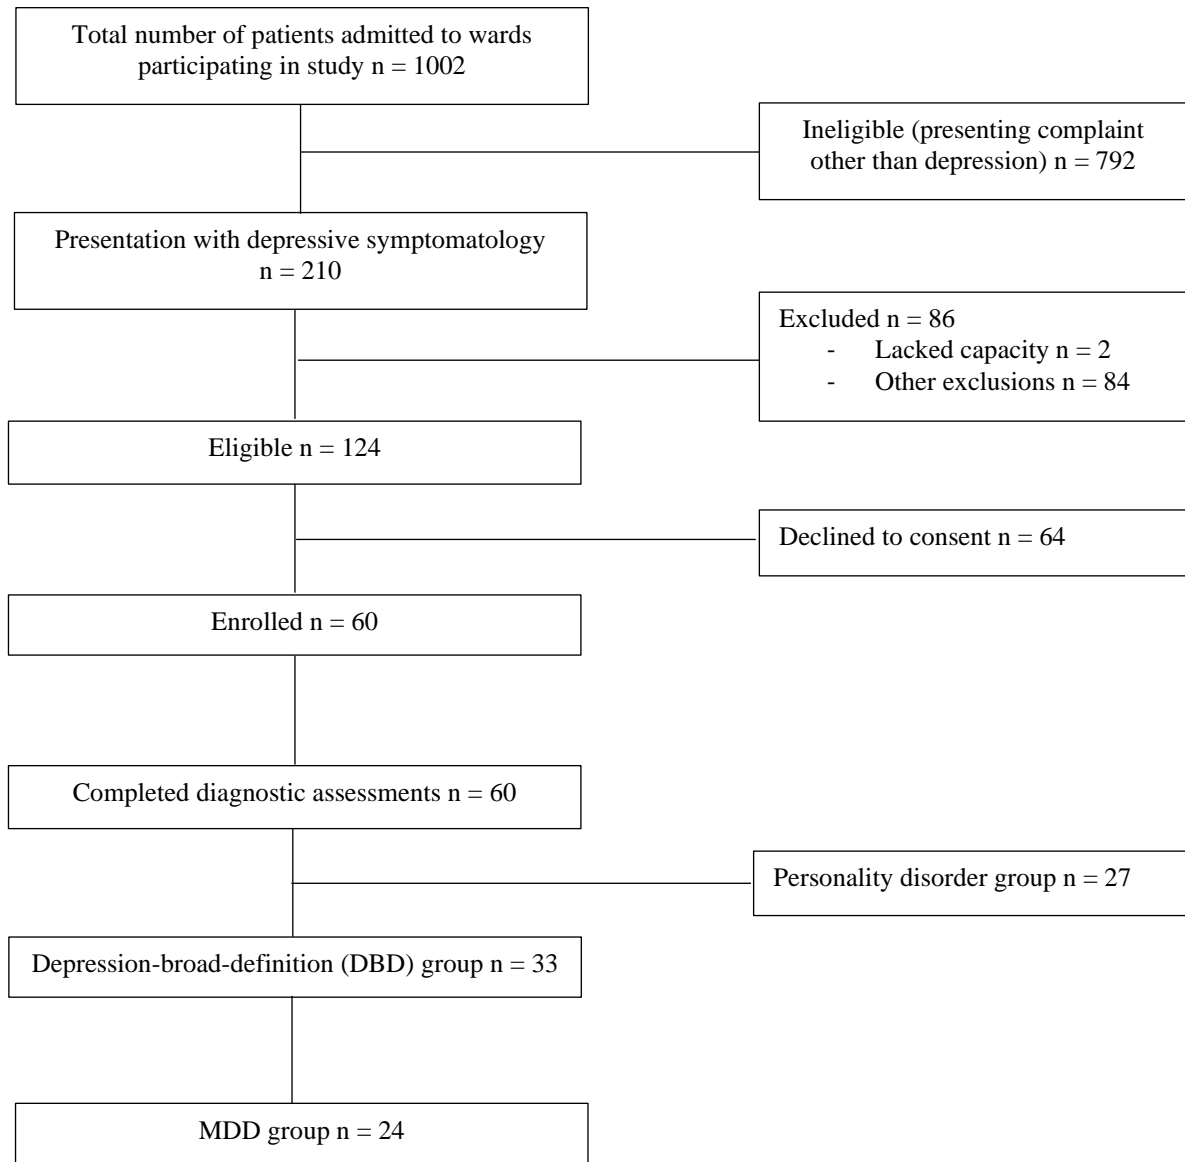 Total number of patients admitted to wards
participating in study n = 1002
Ineligible (presenting complaint
other than depression) n = 792
Presentation with depressive symptomatology
n = 210
Excluded n = 86
- Lacked capacity n = 2
- Other exclusions n = 84
Eligible n = 124
Declined to consent n = 64
Enrolled n = 60
Completed diagnostic assessments n = 60
Personality disorder group n = 27
Depression-broad-definition (DBD) group n = 33
MDD group n = 24